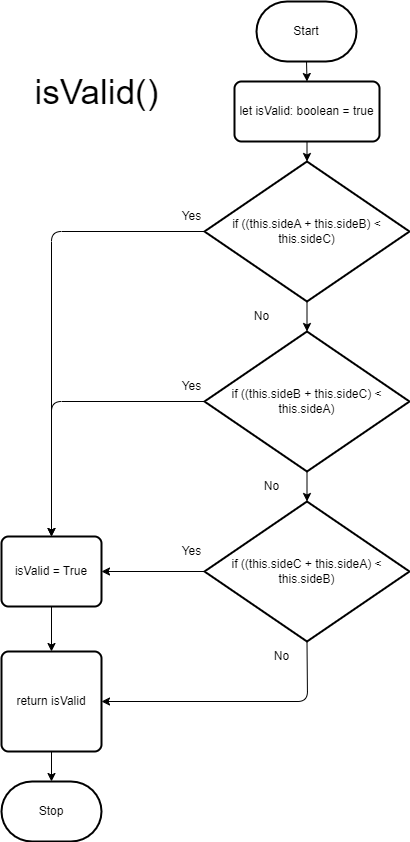 Start
isValid()
let isValid: boolean = true
Yes
if ((this.sideA + this.sideB) <
this.sideC)
No
Yes
if ((this.sideB + this.sideC) <
this.sideA)
No
Yes
if ((this.sideC + this.sideA) <
this.sideB)
isValid = True
No
return isValid
Stop